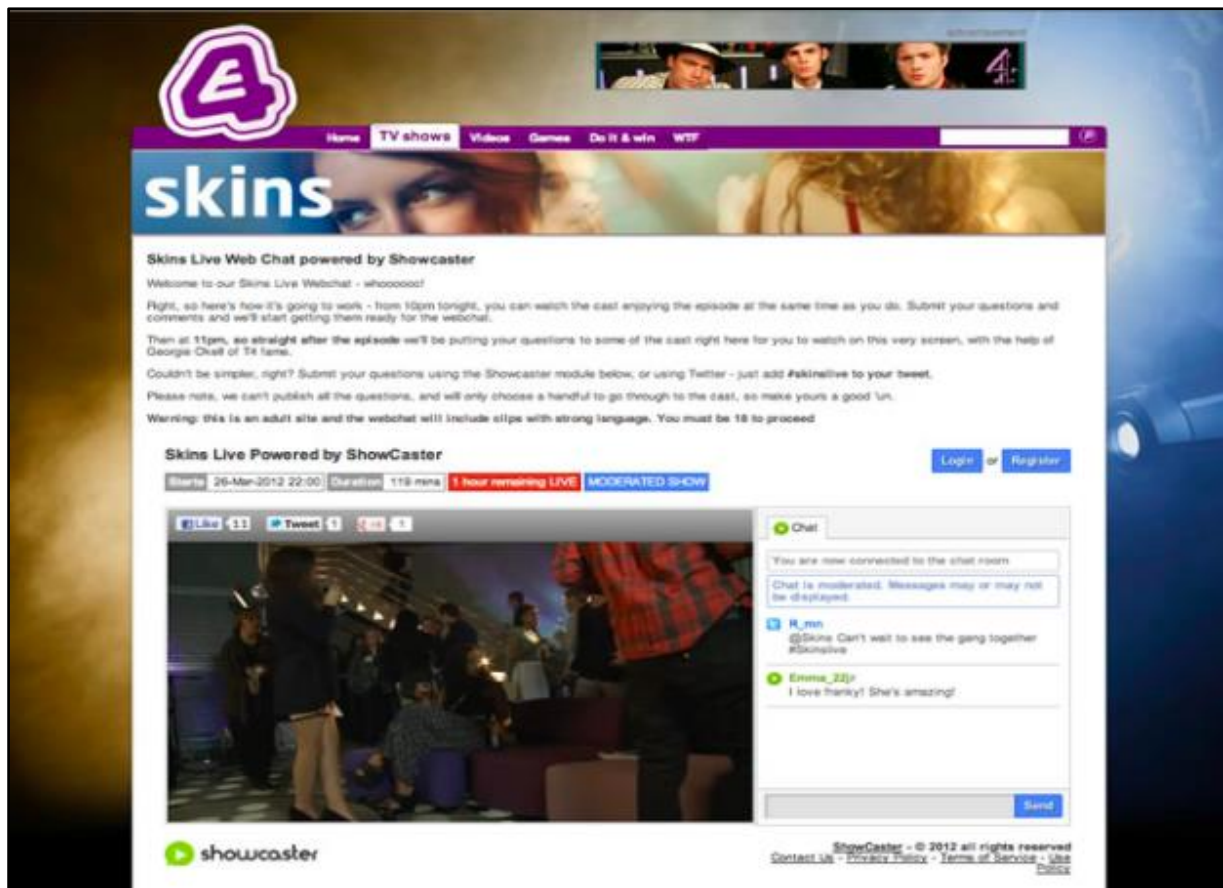 advertisement
4
E4
Home TV shows Videos Games Do it & win WTF
skins
Skins Live Web Chat powered by Showcaster
Welcome to our Skins Live Webchat - whoooooo!
Right, so here's how it's going to work - from 10pm tonight, you can watch the cast enjoying the episode at the same time as you do. Submit your questions and
comments and we'll start getting them ready for the webchat.
Then at 11pm, so straight after the episode we'll be putting your questions to some of the cast right here for you to watch on this very screen, with the help of
Georgie Okell of T4 fame.
Couldn't be simpler, right? Submit your questions using the Showcaster module below, or using Twitter - just add #skinslive to your tweet.
Please note, we can't publish all the questions, and will only choose a handful to go through to the cast, so make yours a good 'un.
Warning: this is an adult site and the webchat will include clips with strong language. You must be 18 to proceed
Skins Live Powered by ShowCaster
Login or Register
Starts 26-Mar-2012 22:00 Duration 119 mins 1 hour remaining LIVE MODERATED SHOW
Like 11 Tweet 1 +1 1
Chat
You are now connected to the chat room
Chat is moderated. Messages may or may not
be displayed.
R_mn
@Skins Can't wait to see the gang together
#Skinslive
Emma_22jr
I love franky! She's amazing!
Send
showcaster
ShowCaster - © 2012 all rights reserved
Contact Us - Privacy Policy - Terms of Service - Use
Policy